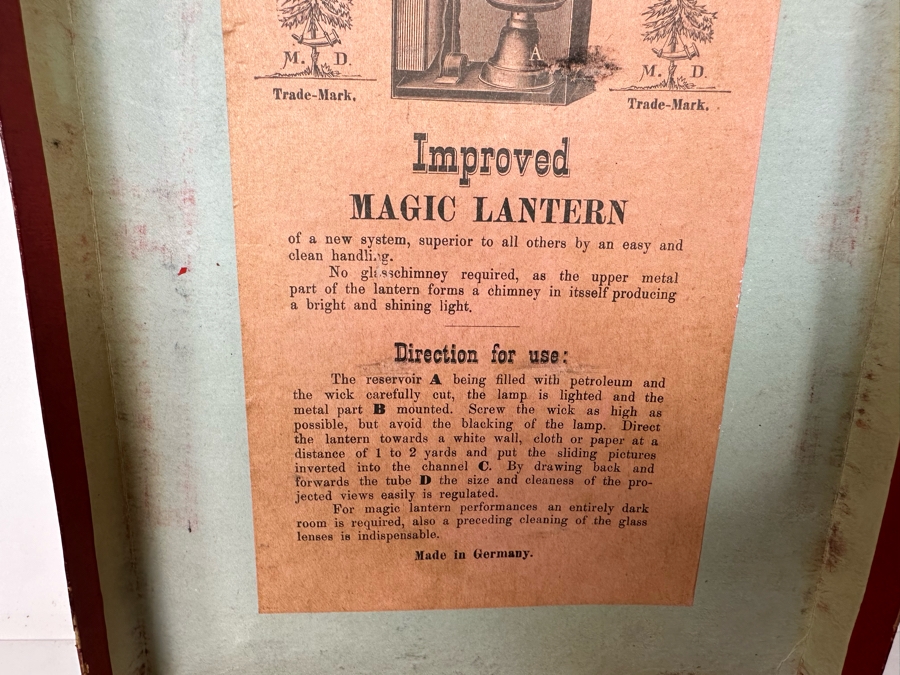 M. D.
Trade-Mark.
A
M. D.
Trade-Mark.
Improved
MAGIC LANTERN
of a new system, superior to all others by an easy and
clean handling.
No glasschimney required, as the upper metal
part of the lantern forms a chimney in itsself producing
a bright and shining light.
Direction for use:
The reservoir A being filled with petroleum and
the wick carefully cut, the lamp is lighted and the
metal part B mounted. Screw the wick as high as
possible, but avoid the blacking of the lamp. Direct
the lantern towards a white wall, cloth or paper at a
distance of 1 to 2 yards and put the sliding pictures
inverted into the channel C. By drawing back and
forwards the tube D the size and cleaness of the pro-
jected views easily is regulated.
For magic lantern performances an entirely dark
room is required, also a preceding cleaning of the glass
lenses is indispensable.
Made in Germany.